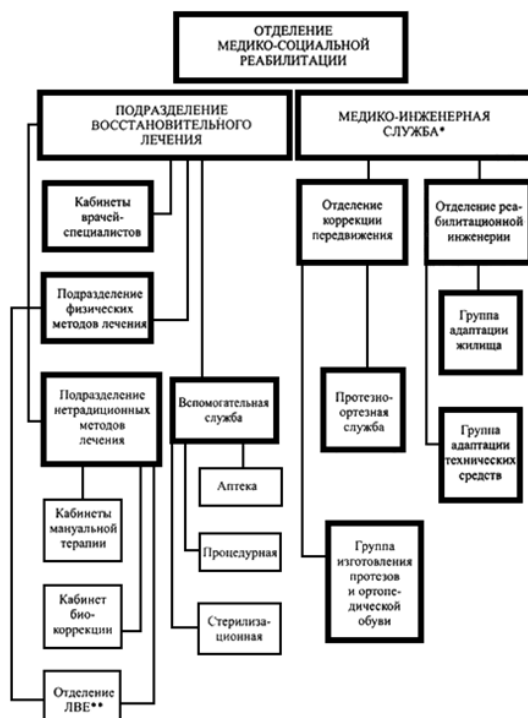 ОТДЕЛЕНИЕ
МЕДИКО-СОЦИАЛЬНОЙ
РЕАБИЛИТАЦИИ
ПОДРАЗДЕЛЕНИЕ
ВОССТАНОВИТЕЛЬНОГО
ЛЕЧЕНИЯ
МЕДИКО-ИНЖЕНЕРНАЯ
СЛУЖБА*
Кабинеты
врачей-
специалистов
Отделение
коррекции
передвижения
Отделение реа-
билитационной
инженерии
Подразделение
физических
методов лечения
Группа
адаптации
жилища
Подразделение
нетрадиционных
методов
лечения
Вспомогательная
служба
Протезно-
ортезная
служба
Группа
адаптации
технических
средств
Аптека
Кабинеты
мануальной
терапии
Процедурная
Группа
изготовления
протезов
и ортопе-
дической
обуви
Кабинет
био-
коррекции
Стерилиза-
ционная
Отделение
ЛВЕ**